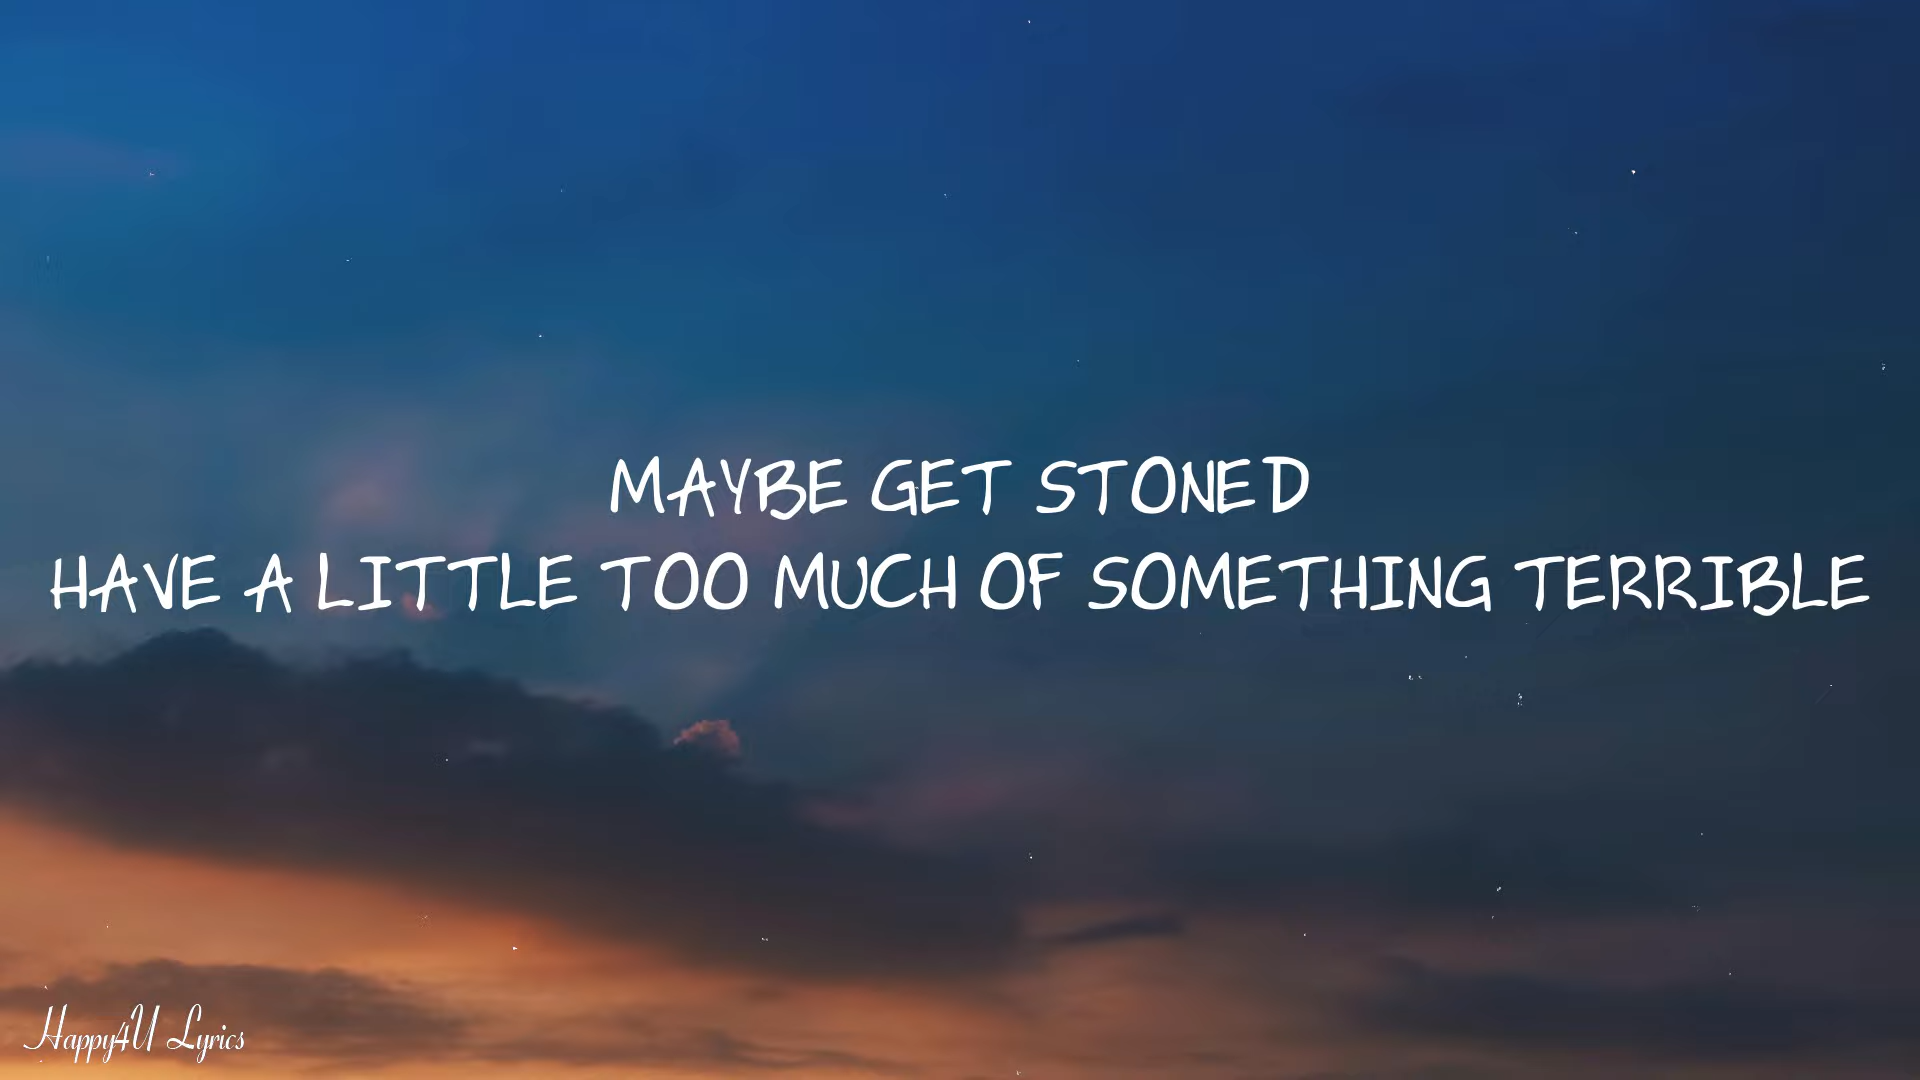 MAYBE GET STONED
HAVE A LITTLE TOO MUCH OF SOMETHING TERRIBLE
Happy4U Lyrics